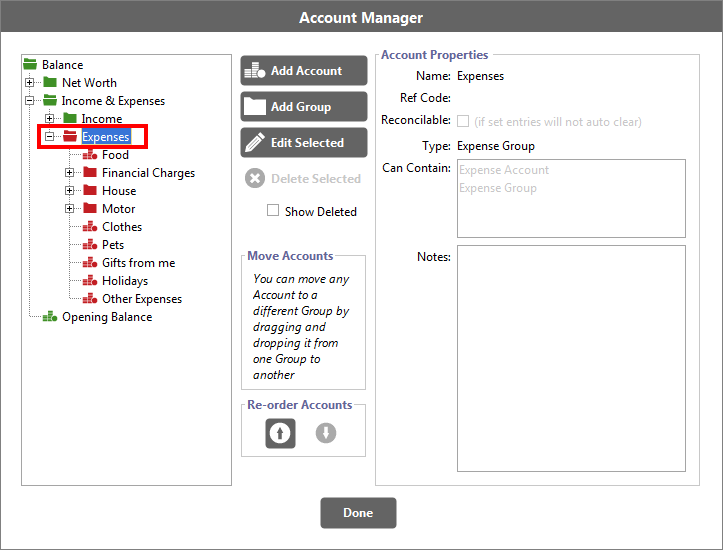 Account Manager
Balance
Net Worth
Income & Expenses
Income
Expenses
Food
Financial Charges
House
Motor
Clothes
Pets
Gifts from me
Holidays
Other Expenses
Opening Balance
Add Account
Add Group
Edit Selected
Delete Selected
Show Deleted
Move Accounts
You can move any
Account to a
different Group by
dragging and
dropping it from
one Group to
another
Re-order Accounts
Account Properties
Name: Expenses
Ref Code:
Reconcilable: (if set entries will not auto clear)
Type: Expense Group
Can Contain: Expense Account
Expense Group
Notes:
Done